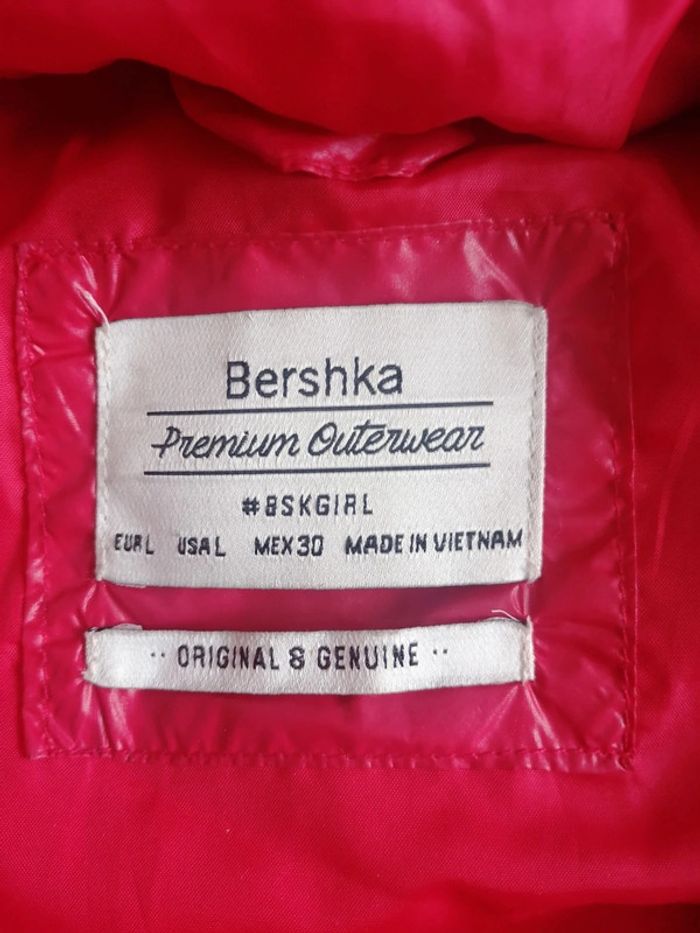 Bershka
Premium Outerwear
#BSKGIRL
EUR L USA L MEX 30 MADE IN VIETNAM
·· ORIGINAL & GENUINE ··